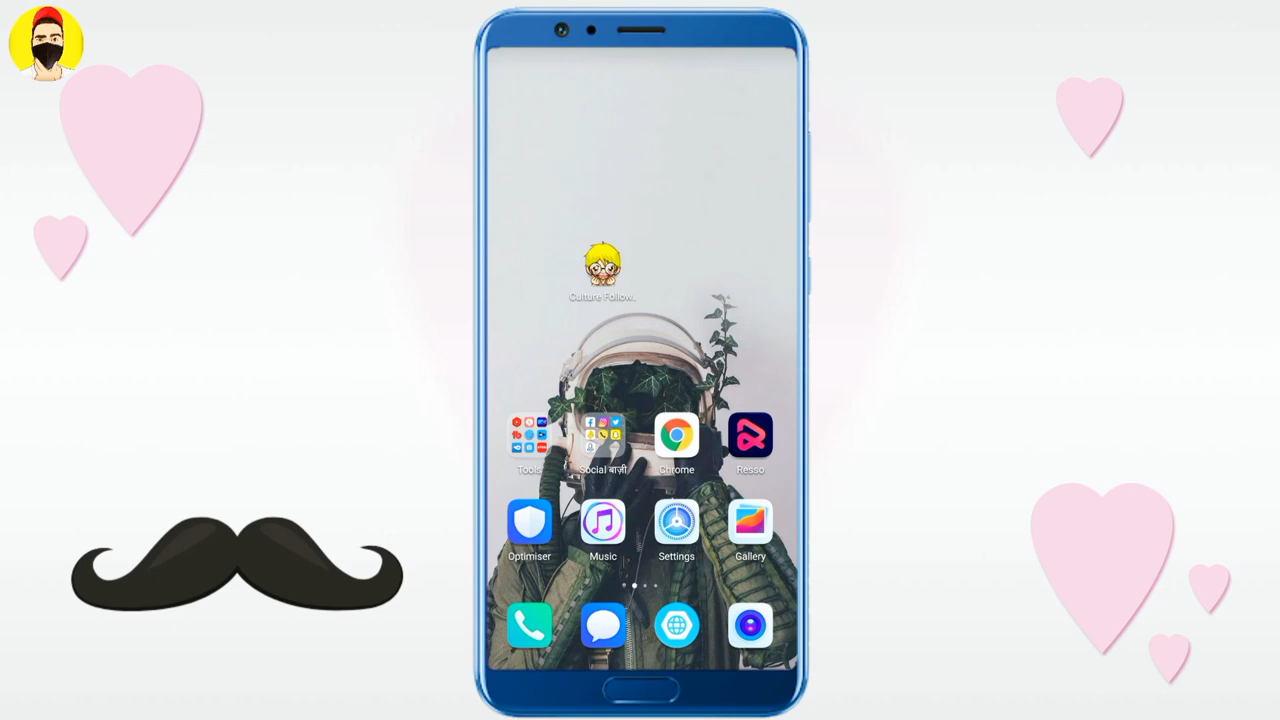 Culture Follow..
Tools
Social बाज़ी
Chrome
Resso
Optimiser
Music
Settings
Gallery